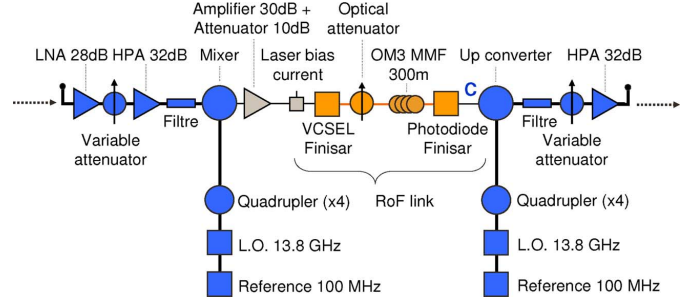 Amplifier 30dB +
Attenuator 10dB
Optical
attenuator
LNA 28dB HPA 32dB
Mixer
Laser bias
current
OM3 MMF
300m
Up converter
HPA 32dB
C
Filtre
Variable
attenuator
VCSEL
Finisar
Photodiode
Finisar
Filtre
Variable
attenuator
RoF link
Quadrupler (x4)
Quadrupler (x4)
L.O. 13.8 GHz
L.O. 13.8 GHz
Reference 100 MHz
Reference 100 MHz